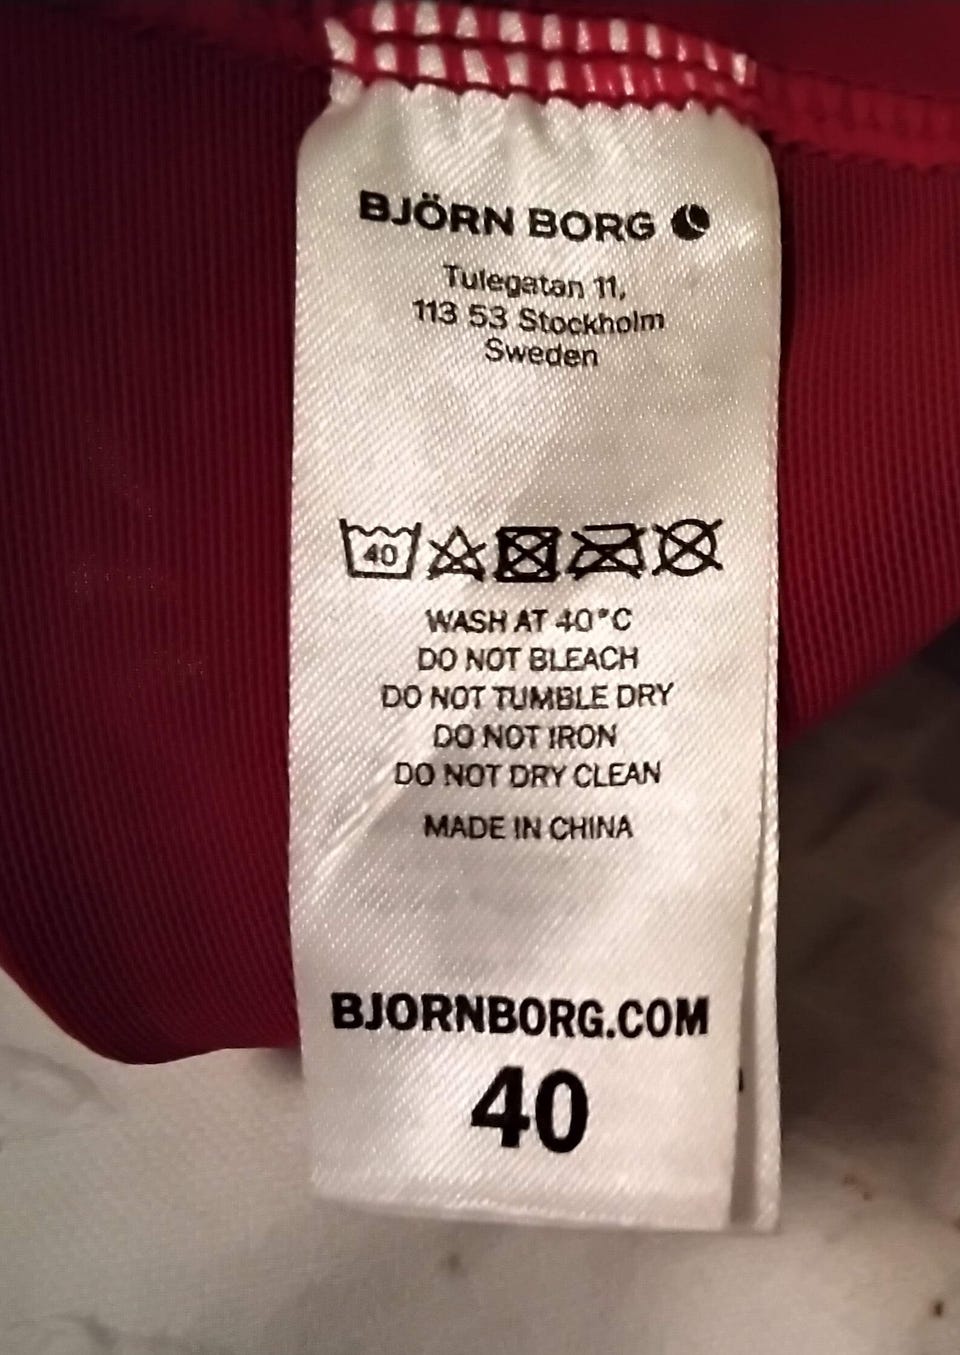 BJÖRN BORG
Tulegatan 11,
113 53 Stockholm
Sweden
40
WASH AT 40°C
DO NOT BLEACH
DO NOT TUMBLE DRY
DO NOT IRON
DO NOT DRY CLEAN
MADE IN CHINA
BJORNBORG.COM
40